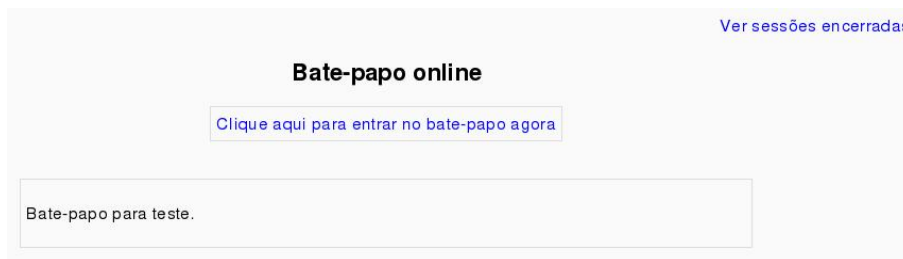 Ver sessões encerradas
Bate-papo online
Clique aqui para entrar no bate-papo agora
Bate-papo para teste.